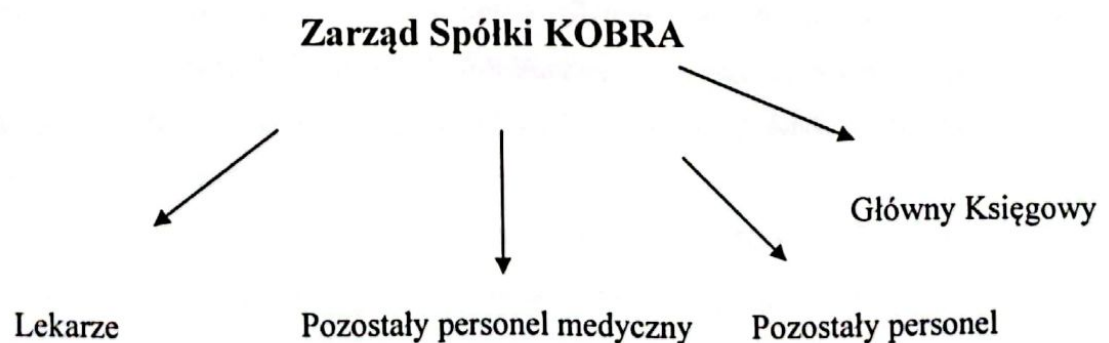 Zarząd Spółki KOBRA
Główny Księgowy
Lekarze
Pozostały personel medyczny
Pozostały personel